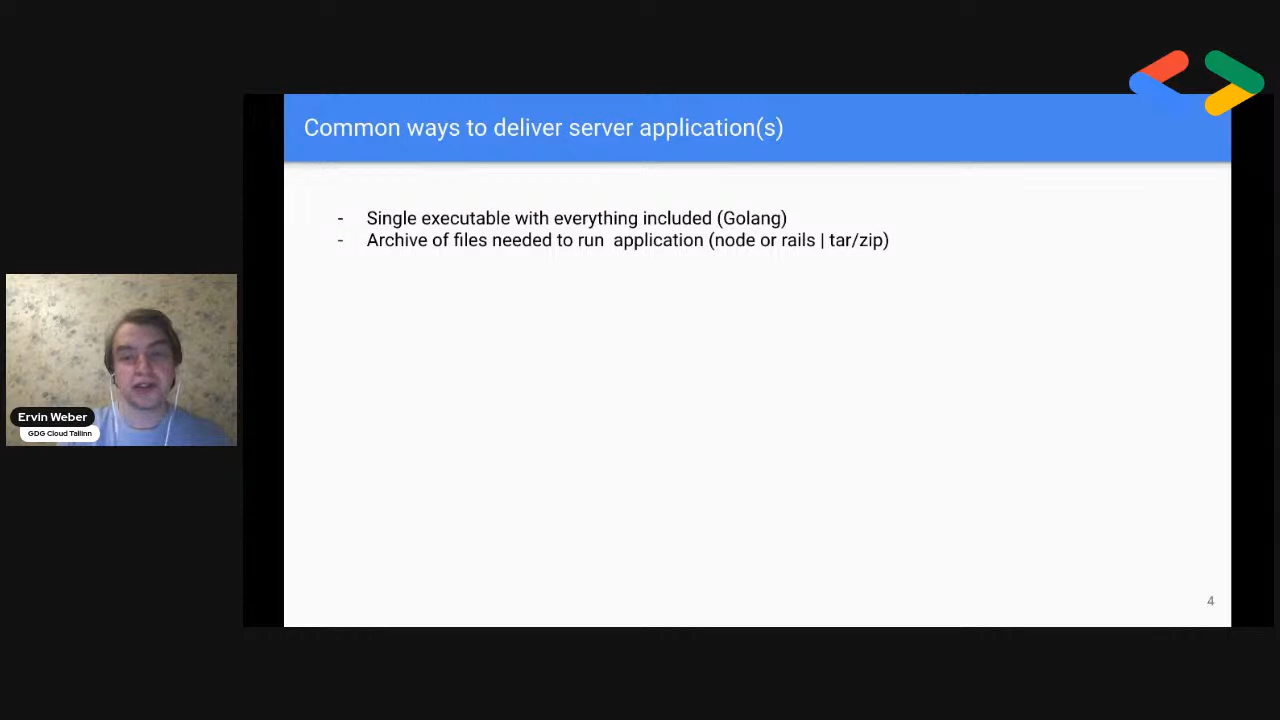 Common ways to deliver server application(s)
- Single executable with everything included (Golang)
- Archive of files needed to run  application (node or rails | tar/zip)
Ervin Weber
GDG Cloud Tallinn
4